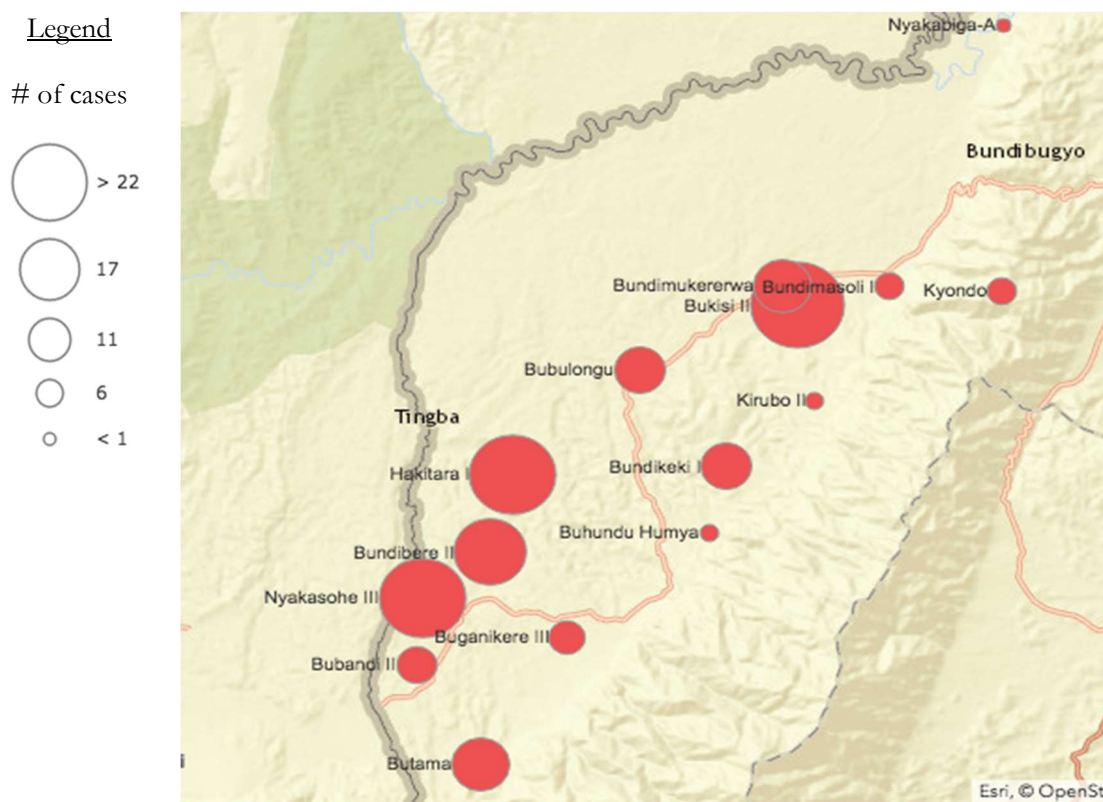 Legend
# of cases
> 22
17
11
6
< 1
Nyakabiga-A
Bundibugyo
Bundimukererwa
Bundimasoli I
Kyondo
Bukisi II
Bubulongu
Kirubo II
Tingba
Hakitara I
Bundikeki I
Buhundu Humya
Bundibere II
Nyakasohe III
Buganikere III
Bubandi II
Butama
i
Esri, © OpenSt